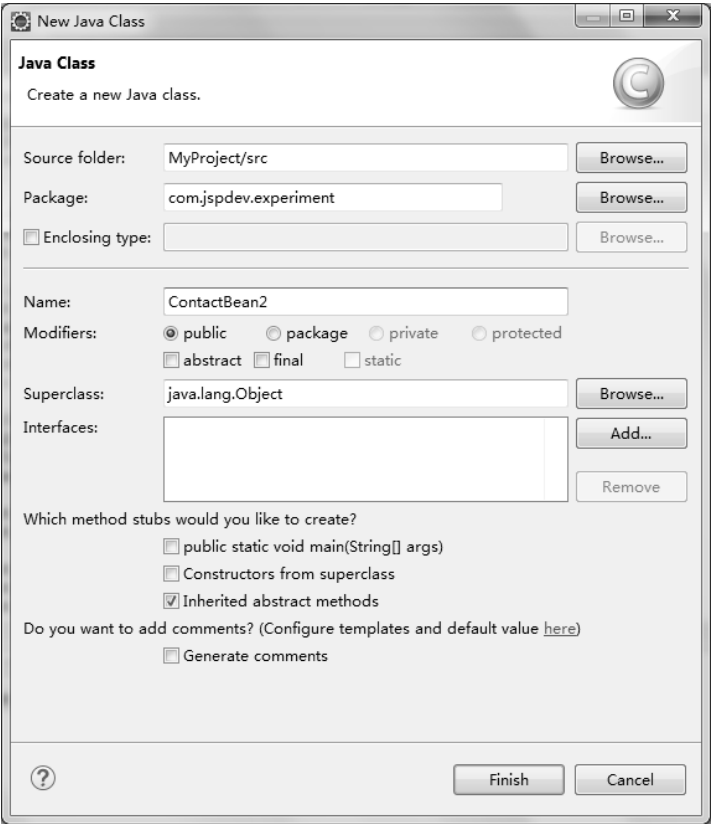 New Java Class
Java Class
Create a new Java class.
C
Source folder: MyProject/src Browse...
Package: com.jspdev.experiment Browse...
Enclosing type: Browse...
Name: ContactBean2
Modifiers: public package private protected
abstract final static
Superclass: java.lang.Object Browse...
Interfaces: Add...
Remove
Which method stubs would you like to create?
public static void main(String[] args)
Constructors from superclass
Inherited abstract methods
Do you want to add comments? (Configure templates and default value here)
Generate comments
? Finish Cancel